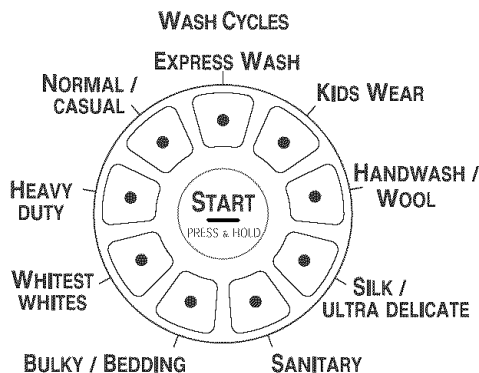 WASH CYCLES
EXPRESS WASH
NORMAL /
CASUAL
KIDS WEAR
HANDWASH /
WOOL
HEAVY
DUTY
START
PRESS & HOLD
WHITEST
WHITES
SILK /
ULTRA DELICATE
BULKY / BEDDING
SANITARY